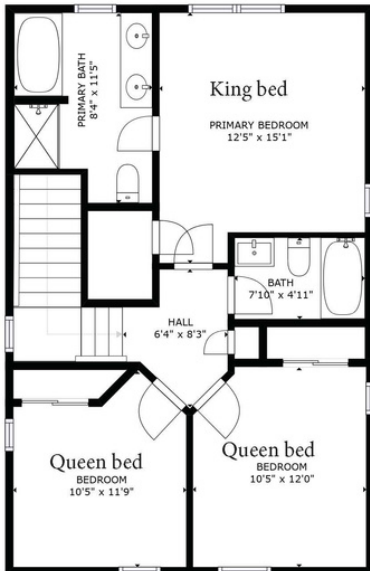 PRIMARY BATH
8'4" x 11'5"
King bed
PRIMARY BEDROOM
12'5" x 15'1"
BATH
7'10" x 4'11"
HALL
6'4" x 8'3"
Queen bed
BEDROOM
10'5" x 11'9"
Queen bed
BEDROOM
10'5" x 12'0"